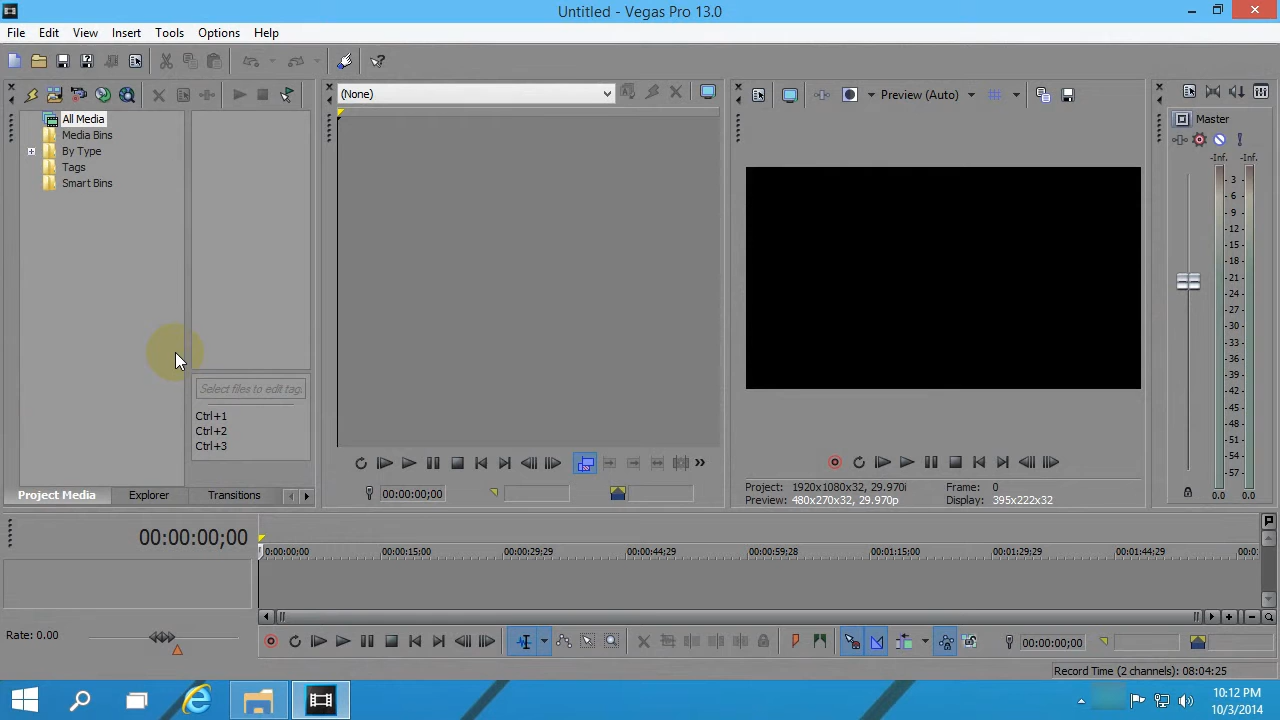 Untitled - Vegas Pro 13.0
File Edit View Insert Tools Options Help
(None)
Preview (Auto)
All Media
Media Bins
By Type
Tags
Smart Bins
Master
-Inf. -Inf.
3
6
9
12
15
18
21
24
27
30
33
36
39
42
45
48
51
54
57
0.0 0.0
Select files to edit tag.
Ctrl+1
Ctrl+2
Ctrl+3
00:00:00;00
Project: 1920x1080x32, 29.970i Frame: 0
Preview: 480x270x32, 29.970p Display: 395x222x32
Project Media Explorer Transitions
00:00:00;00
0:00:00;00 00:00:15;00 00:00:29;29 00:00:44;29 00:00:59;28 00:01:15;00 00:01:29;29 00:01:44;29 00:0
Rate: 0.00
00:00:00;00
Record Time (2 channels): 08:04:25
10:12 PM
10/3/2014